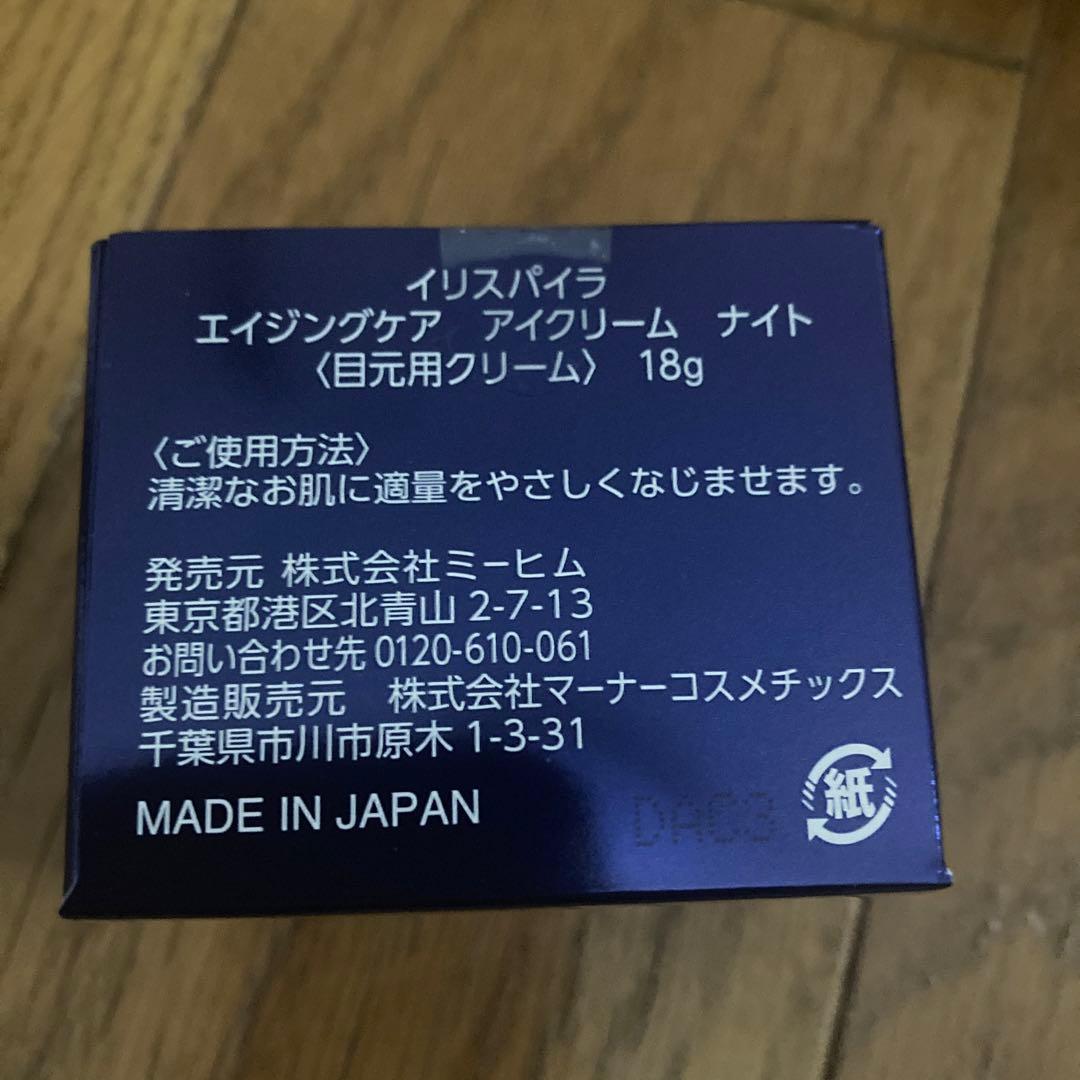 イリスパイラ
エイジングケア　アイクリーム　ナイト
〈目元用クリーム〉　18g
〈ご使用方法〉
清潔なお肌に適量をやさしくなじませます。
発売元 株式会社ミーヒム
東京都港区北青山 2-7-13
お問い合わせ先 0120-610-061
製造販売元　株式会社マーナーコスメチックス
千葉県市川市原木 1-3-31
MADE IN JAPAN
紙